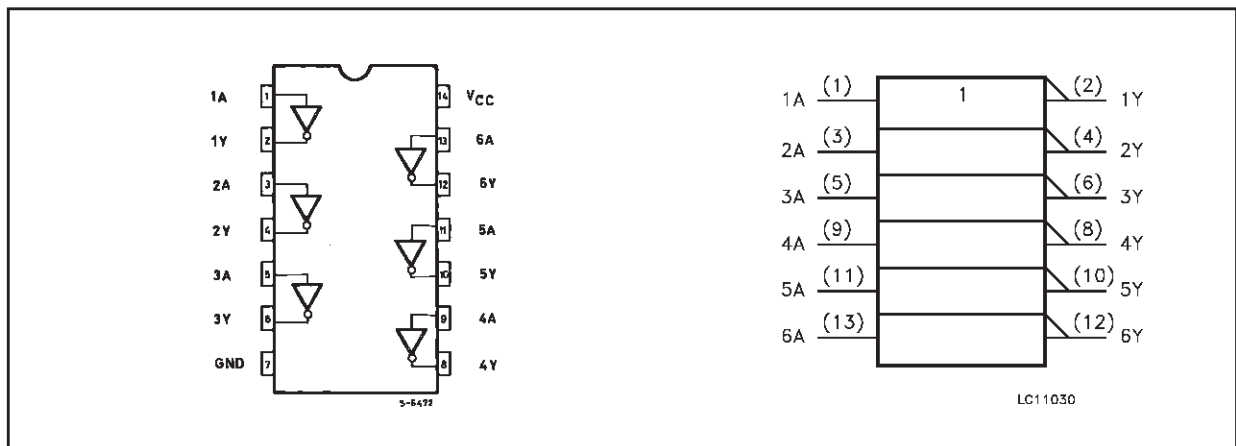 1A 1 14 VCC
1Y 2 13 6A
2A 3 12 6Y
2Y 4 11 5A
3A 5 10 5Y
3Y 6 9 4A
GND 7 8 4Y
S-6472
1A (1) 1 (2) 1Y
2A (3) (4) 2Y
3A (5) (6) 3Y
4A (9) (8) 4Y
5A (11) (10) 5Y
6A (13) (12) 6Y
LC11030